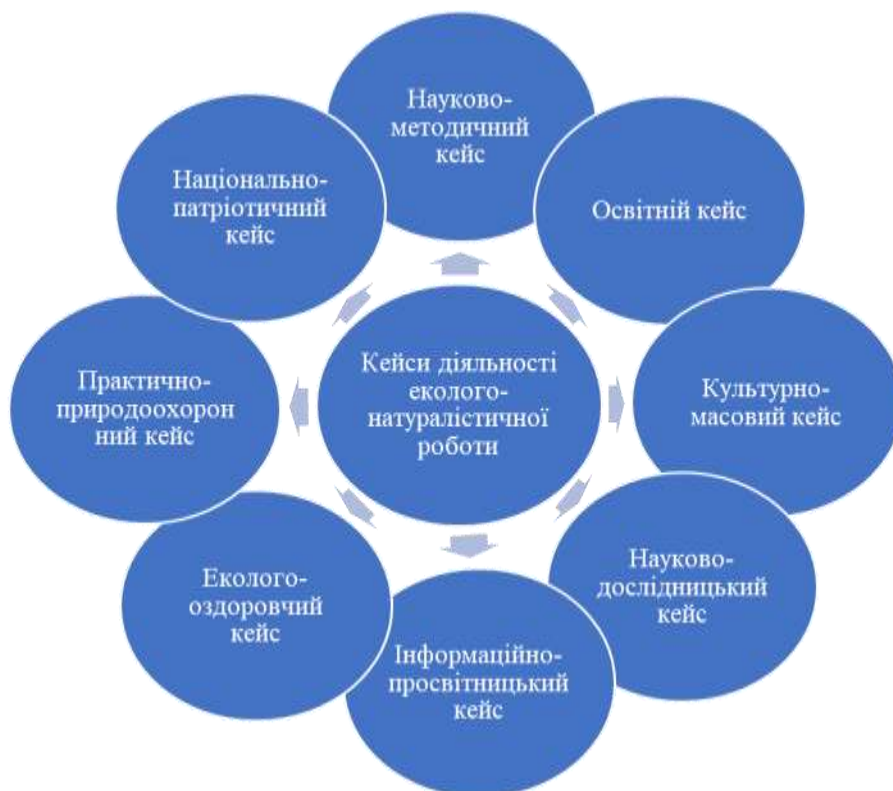 Науково-
методичний
кейс
Освітній кейс
Культурно-
масовий кейс
Науково-
дослідницький
кейс
Інформаційно-
просвітницький
кейс
Еколого-
оздоровчий
кейс
Практично-
природоохорон
ний кейс
Національно-
патріотичний
кейс
Кейси діяльності
еколого-
натуралістичної
роботи